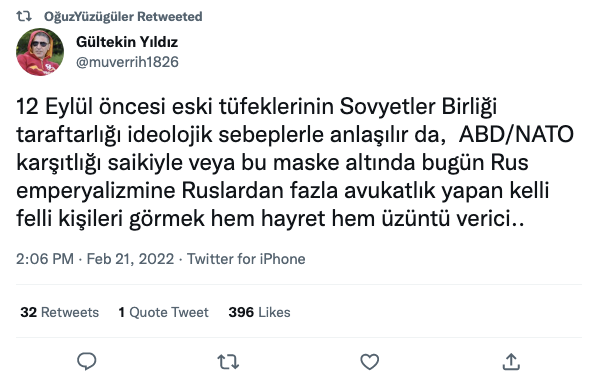 OğuzYüzügüler Retweeted
Gültekin Yıldız
@muverrih1826
12 Eylül öncesi eski tüfeklerinin Sovyetler Birliği
taraftarlığı ideolojik sebeplerle anlaşılır da,  ABD/NATO
karşıtlığı saikiyle veya bu maske altında bugün Rus
emperyalizmine Ruslardan fazla avukatlık yapan kelli
felli kişileri görmek hem hayret hem üzüntü verici..
2:06 PM · Feb 21, 2022 · Twitter for iPhone
32 Retweets 1 Quote Tweet 396 Likes